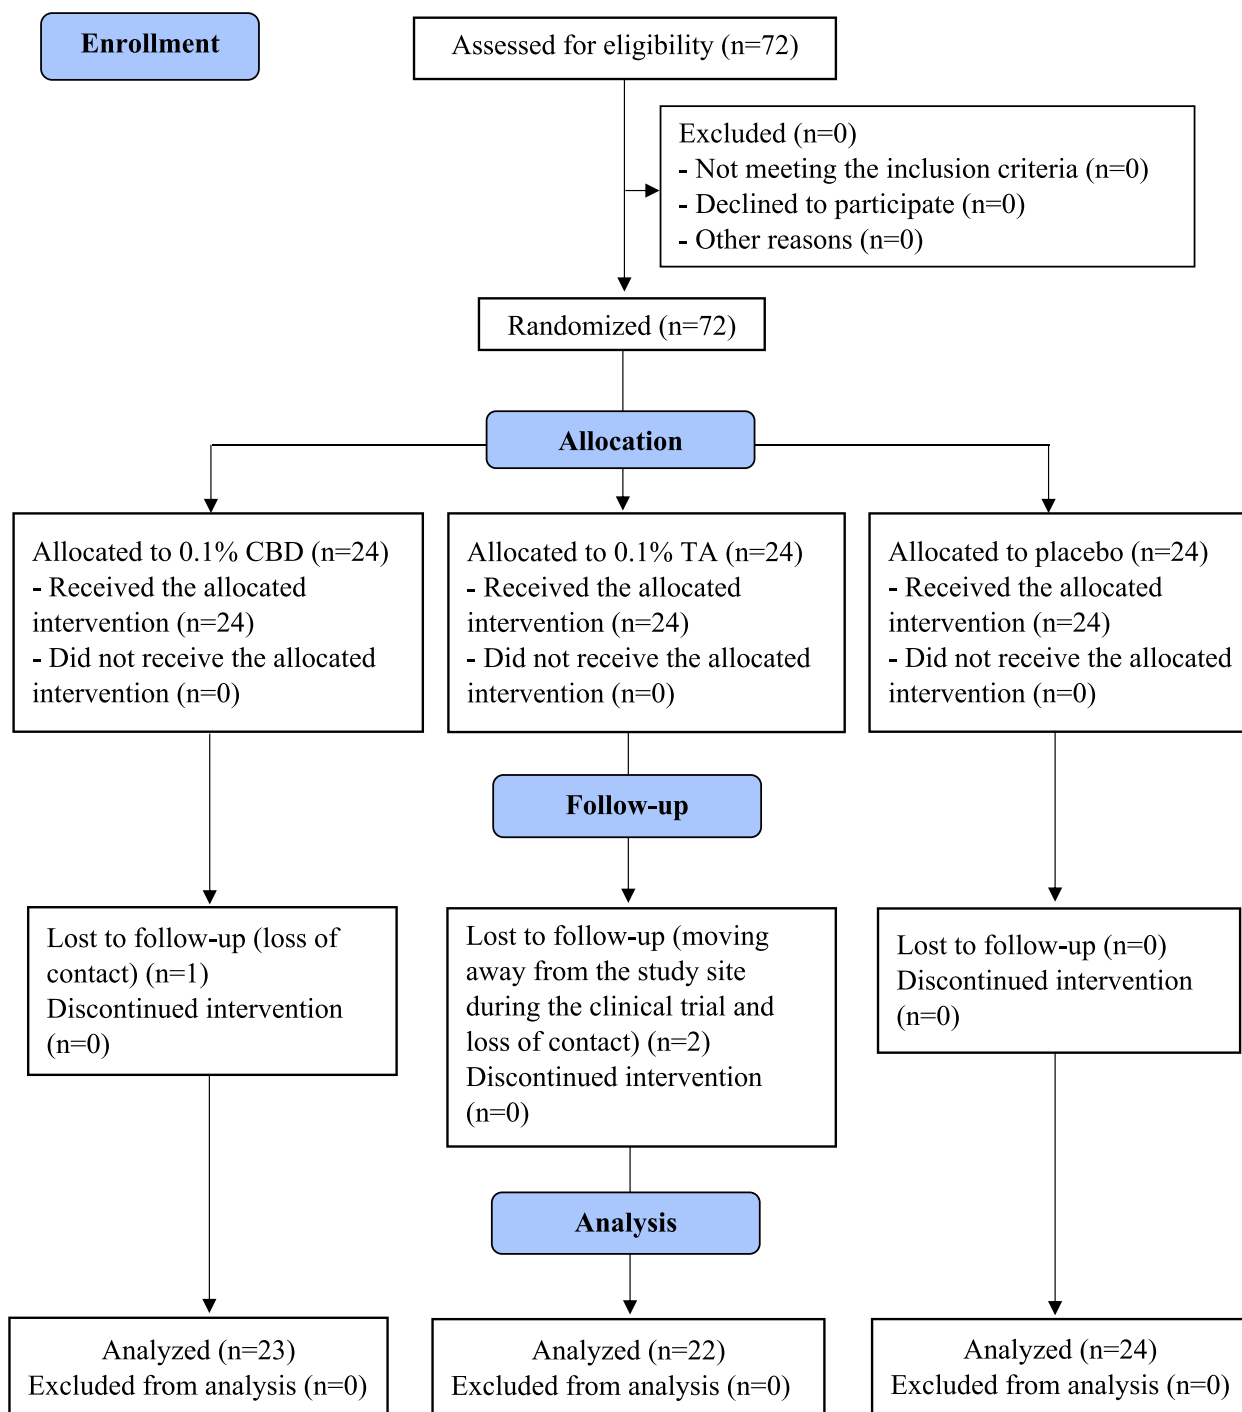 Enrollment
Assessed for eligibility (n=72)
Excluded (n=0)
- Not meeting the inclusion criteria (n=0)
- Declined to participate (n=0)
- Other reasons (n=0)
Randomized (n=72)
Allocation
Allocated to 0.1% CBD (n=24)
- Received the allocated
intervention (n=24)
- Did not receive the allocated
intervention (n=0)
Allocated to 0.1% TA (n=24)
- Received the allocated
intervention (n=24)
- Did not receive the allocated
intervention (n=0)
Allocated to placebo (n=24)
- Received the allocated
intervention (n=24)
- Did not receive the allocated
intervention (n=0)
Follow-up
Lost to follow-up (loss of
contact) (n=1)
Discontinued intervention
(n=0)
Lost to follow-up (moving
away from the study site
during the clinical trial and
loss of contact) (n=2)
Discontinued intervention
(n=0)
Lost to follow-up (n=0)
Discontinued intervention
(n=0)
Analysis
Analyzed (n=23)
Excluded from analysis (n=0)
Analyzed (n=22)
Excluded from analysis (n=0)
Analyzed (n=24)
Excluded from analysis (n=0)